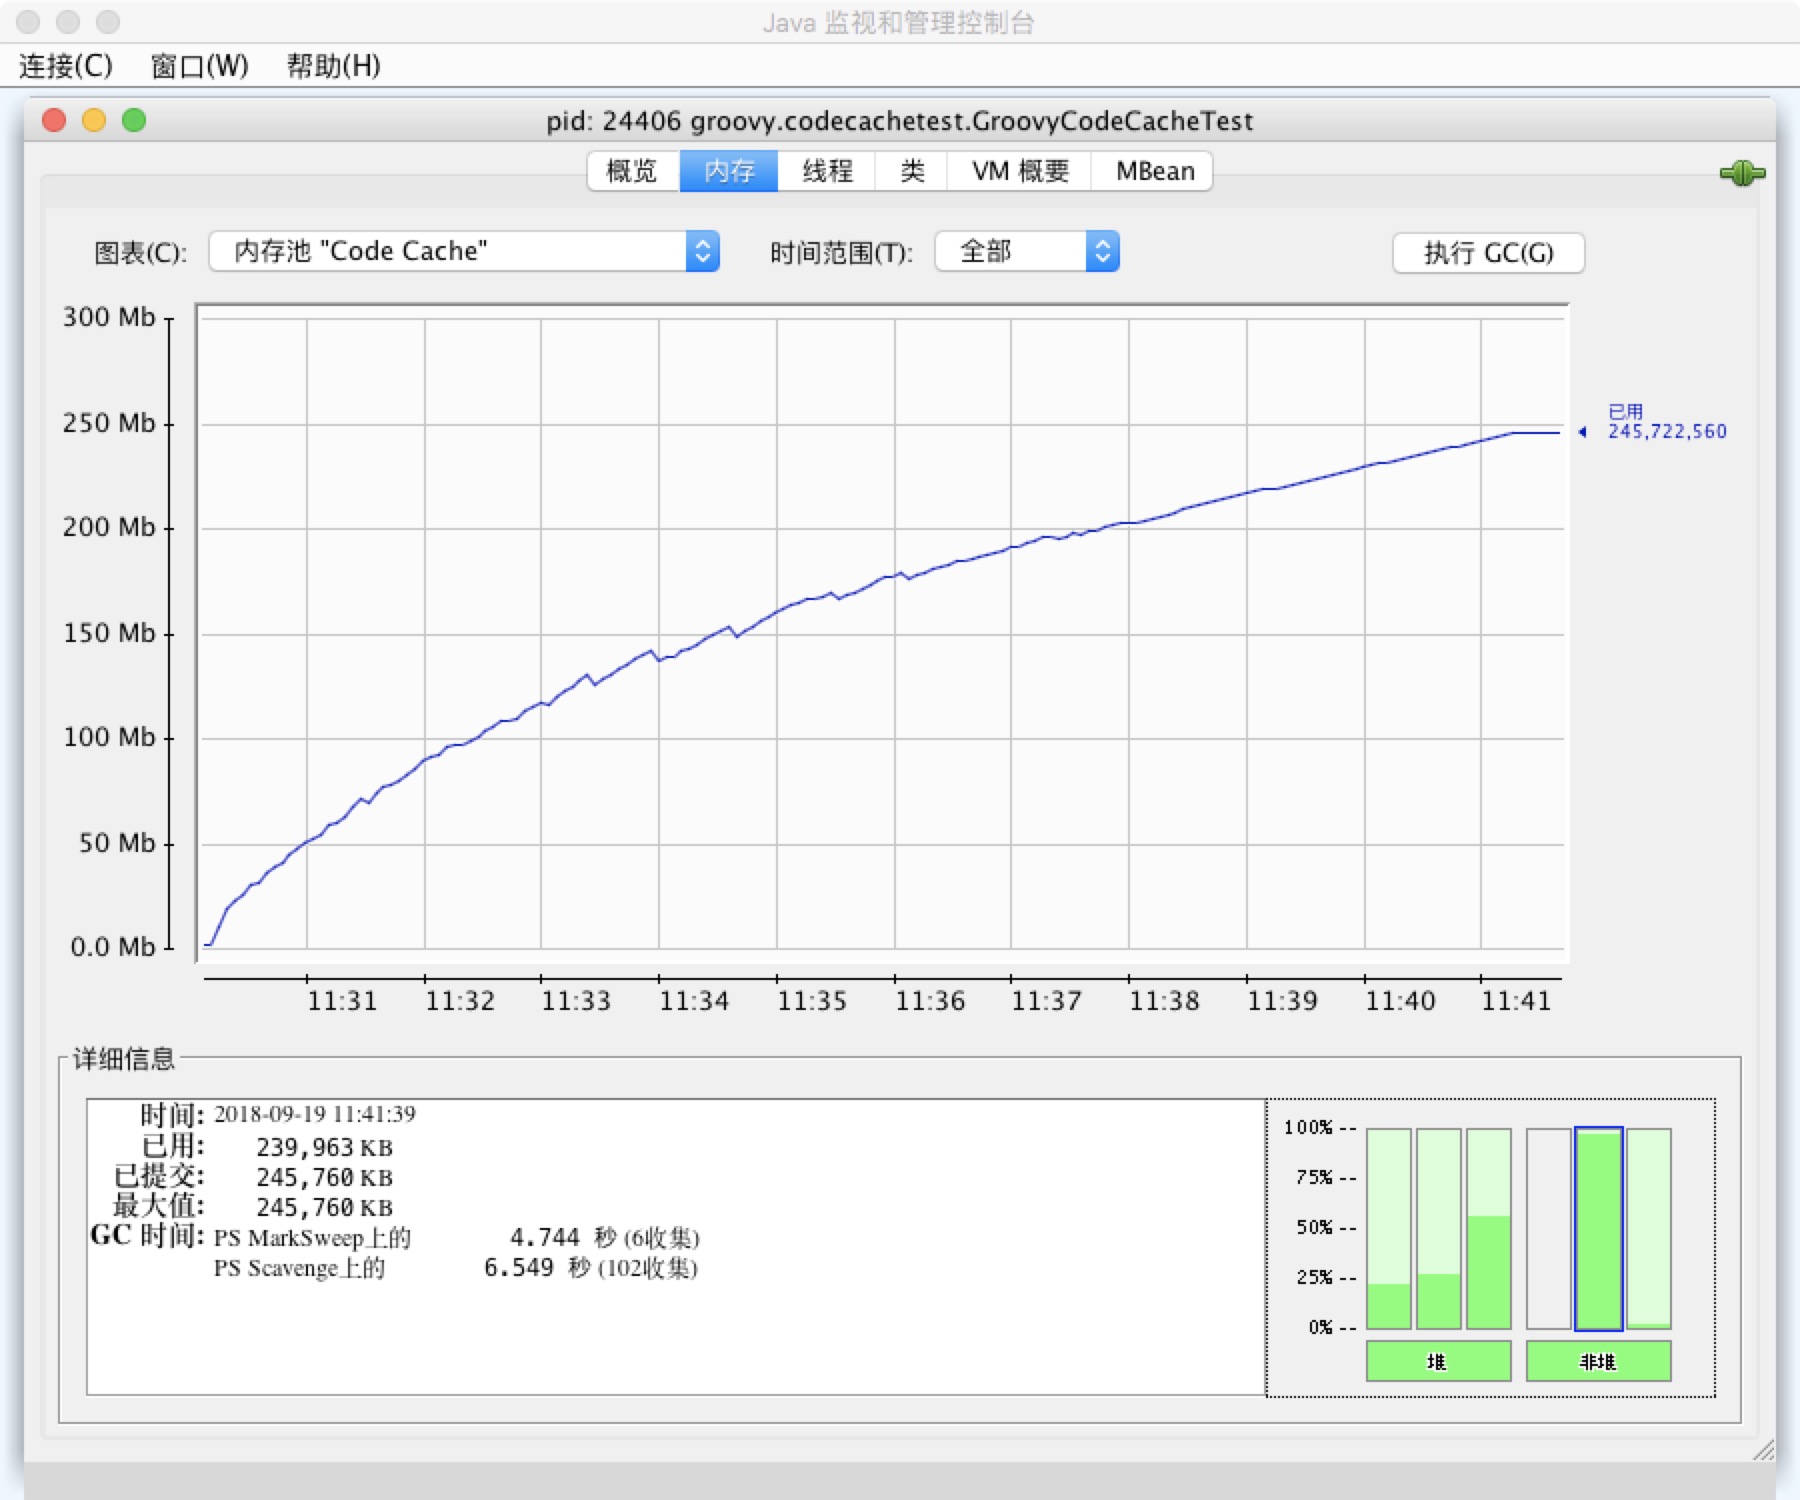 Java 监视和管理控制台
连接(C) 窗口(W) 帮助(H)
pid: 24406 groovy.codecachetest.GroovyCodeCacheTest
概览 内存 线程 类 VM 概要 MBean
图表(C): 内存池 "Code Cache" 时间范围(T): 全部 执行 GC(G)
300 Mb
250 Mb
200 Mb
150 Mb
100 Mb
50 Mb
0.0 Mb
已用
245,722,560
11:31 11:32 11:33 11:34 11:35 11:36 11:37 11:38 11:39 11:40 11:41
详细信息
时间: 2018-09-19 11:41:39
已用: 239,963 KB
已提交: 245,760 KB
最大值: 245,760 KB
GC 时间: PS MarkSweep上的 4.744 秒 (6收集)
PS Scavenge上的 6.549 秒 (102收集)
100% --
75% --
50% --
25% --
0% --
堆 非堆